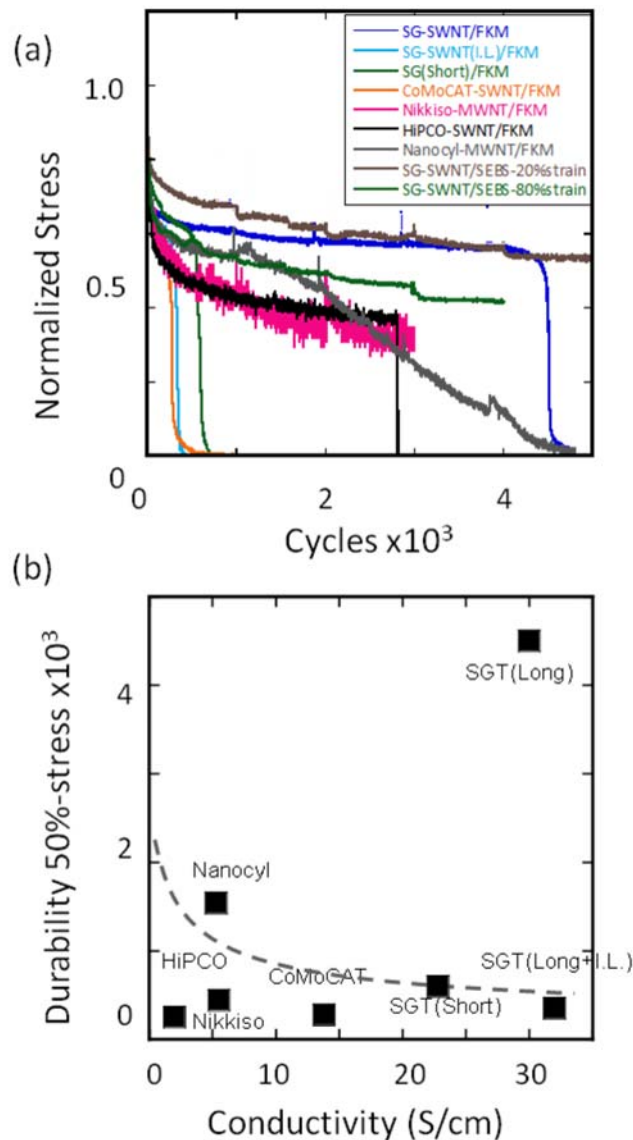 (a)
SG-SWNT/FKM
SG-SWNT(I.L.)/FKM
SG(Short)/FKM
CoMoCAT-SWNT/FKM
Nikkiso-MWNT/FKM
HiPCO-SWNT/FKM
Nanocyl-MWNT/FKM
SG-SWNT/SEBS-20%strain
SG-SWNT/SEBS-80%strain
Normalized Stress
1.0
0.5
0
0 2 4
Cycles x10³
(b)
Durability 50%-stress x10³
4
2
0
SGT(Long)
Nanocyl
HiPCO
CoMoCAT
SGT(Long+I.L.)
Nikkiso
SGT(Short)
0 10 20 30
Conductivity (S/cm)